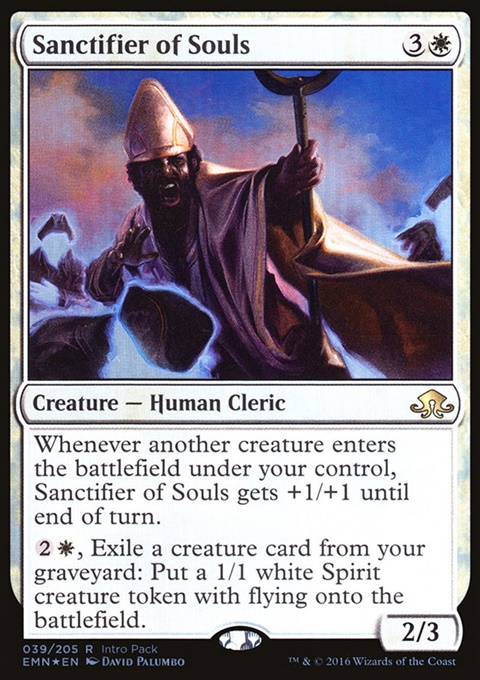 Sanctifier of Souls 3
Creature — Human Cleric
Whenever another creature enters
the battlefield under your control,
Sanctifier of Souls gets +1/+1 until
end of turn.
2, Exile a creature card from your
graveyard: Put a 1/1 white Spirit
creature token with flying onto the
battlefield.
2/3
039/205 R Intro Pack
EMN★EN DAVID PALUMBO
™ & © 2016 Wizards of the Coast